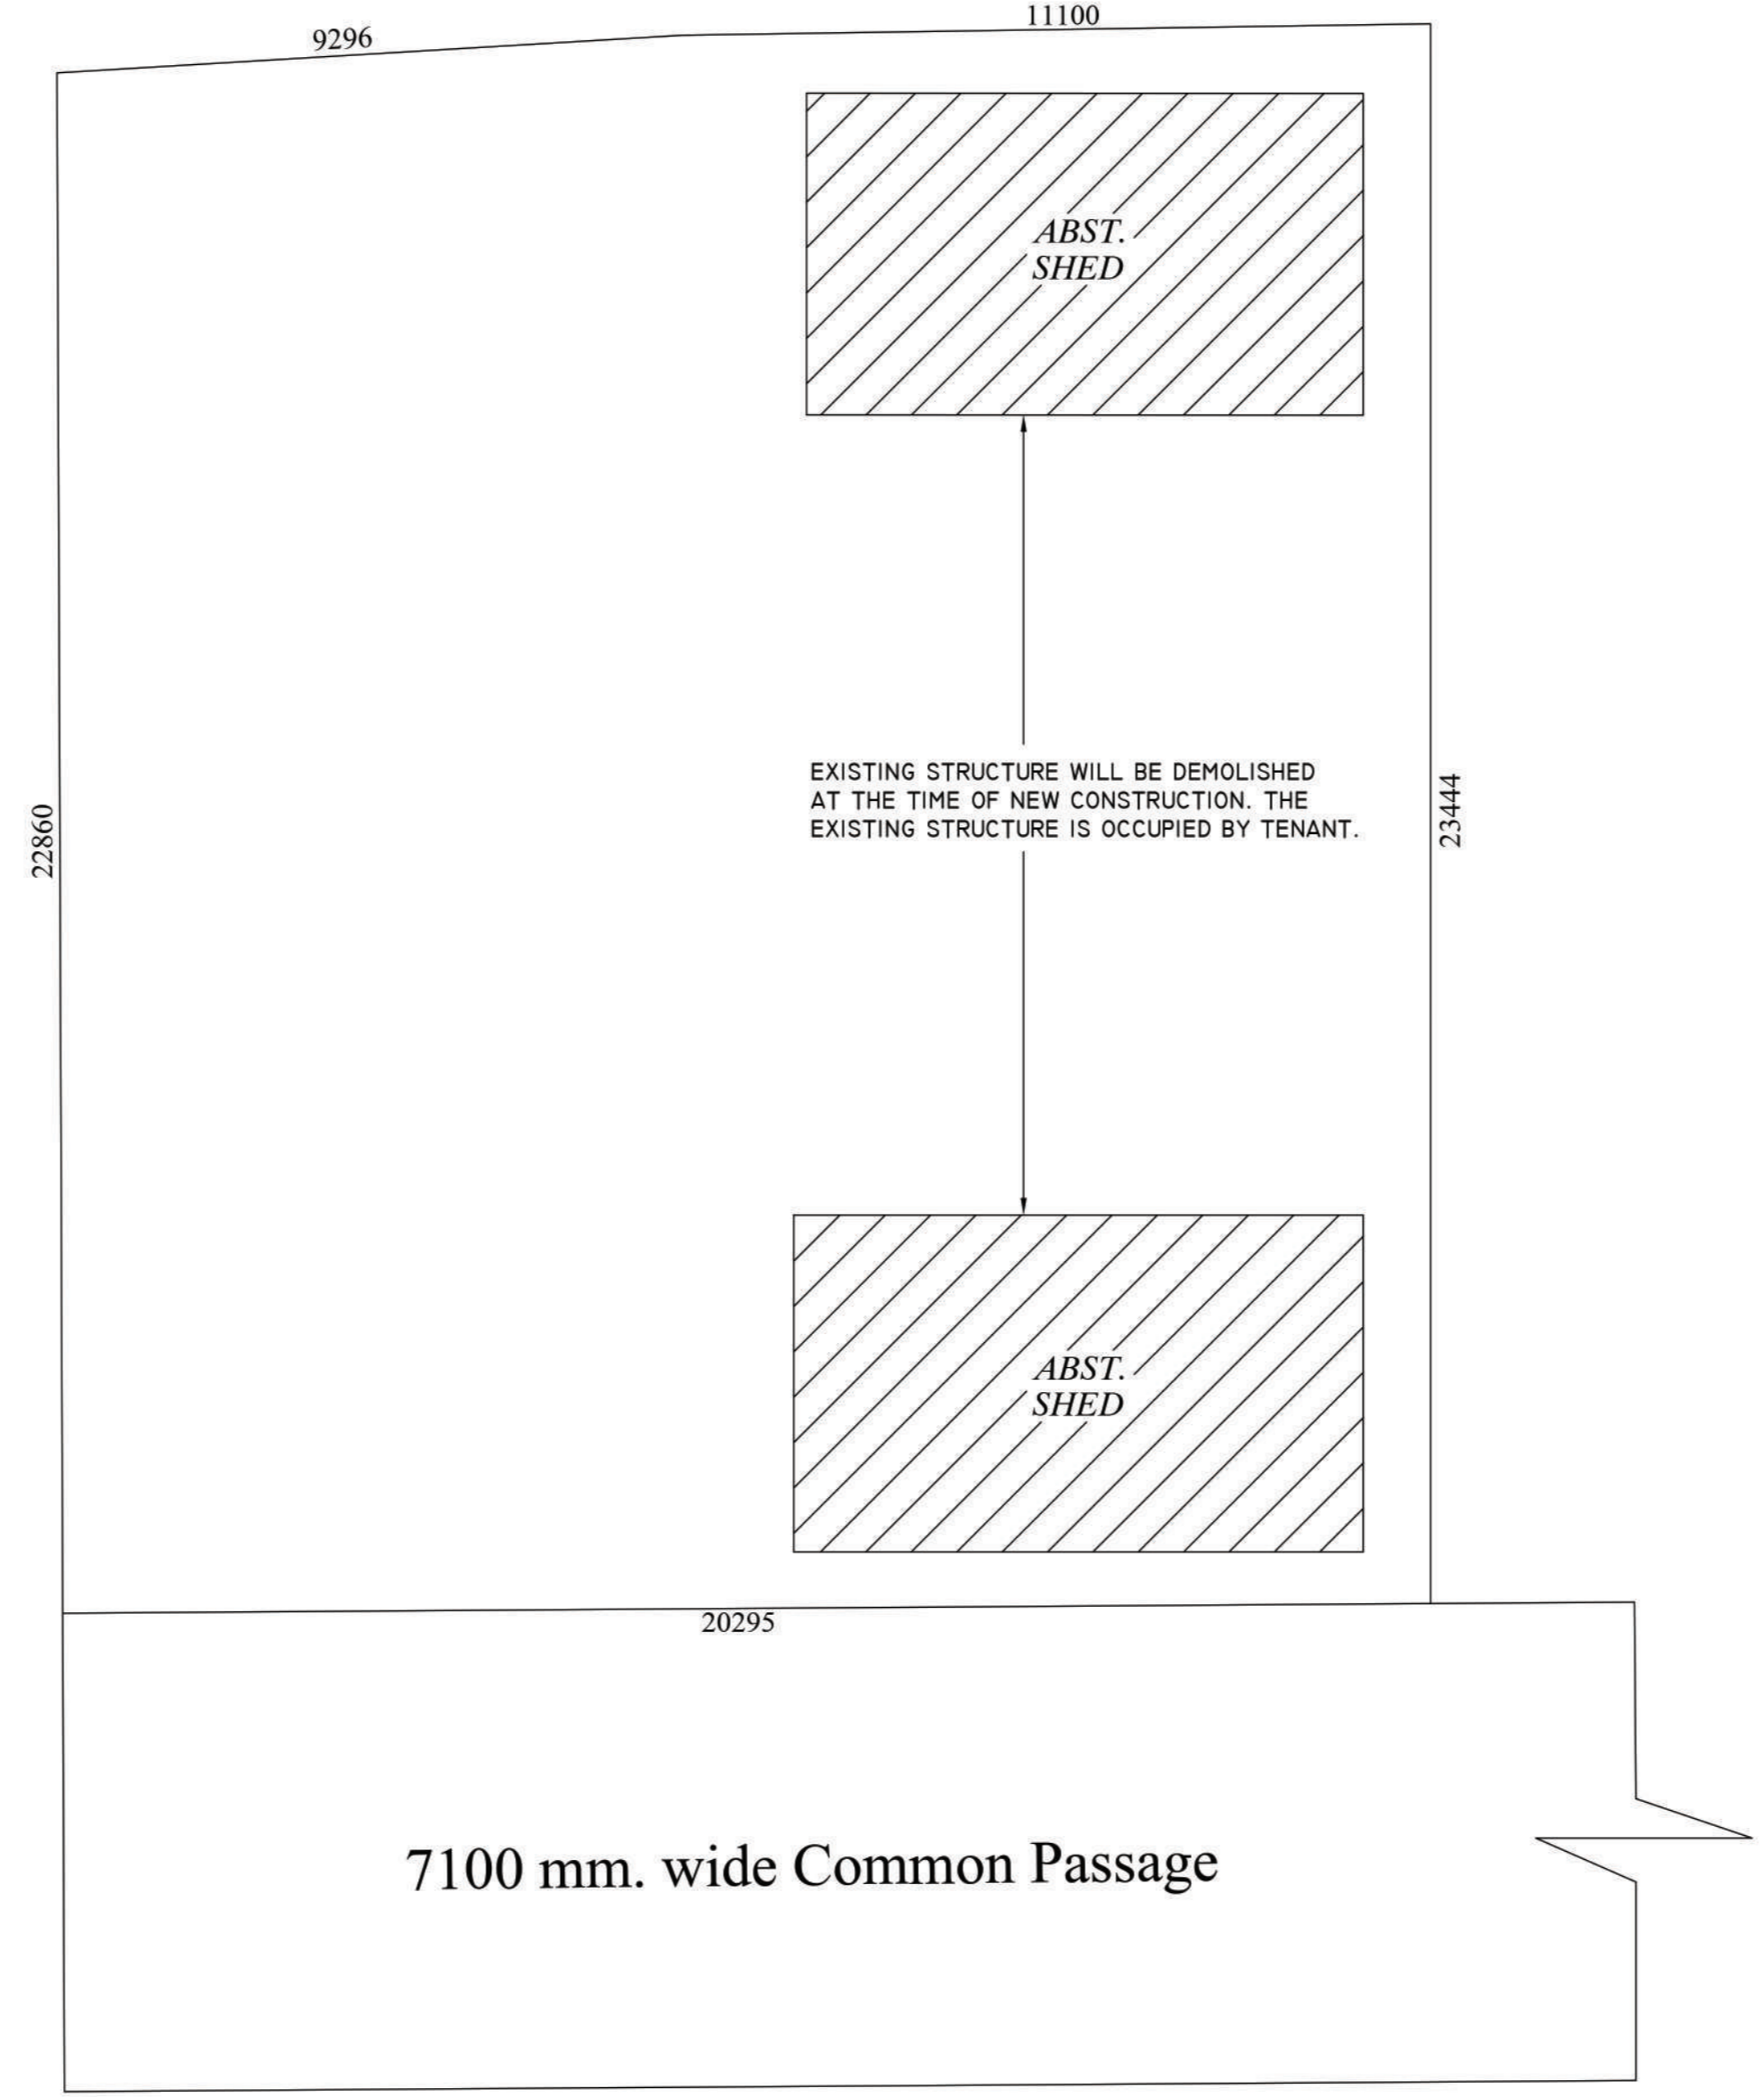 9296
11100
ABST.
SHED
22860
EXISTING STRUCTURE WILL BE DEMOLISHED
AT THE TIME OF NEW CONSTRUCTION. THE
EXISTING STRUCTURE IS OCCUPIED BY TENANT.
23444
ABST.
SHED
20295
7100 mm. wide Common Passage